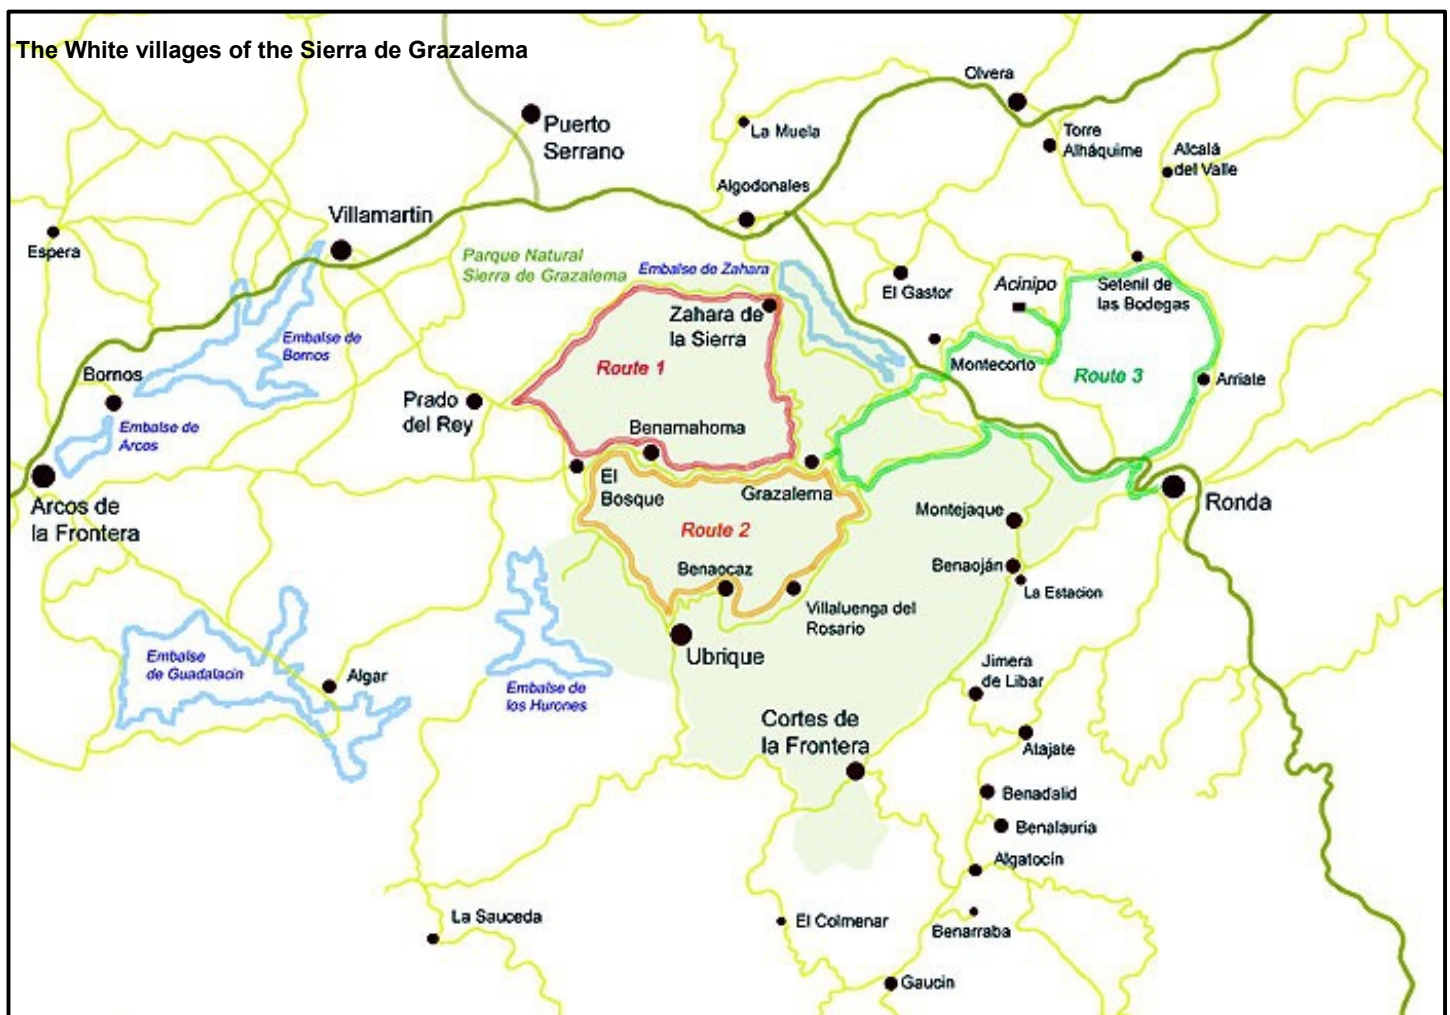 The White villages of the Sierra de Grazalema
Olvera
Puerto
Serrano
La Muela
Torre
Alháquime
Alcalá
del Valle
Algodonales
Villamartin
Espera
Parque Natural
Sierra de Grazalema
Embalse de Zahara
El Gastor
Acinipo
Setenil de
las Bodegas
Zahara de
la Sierra
Embalse de
Bornos
Route 1
Montecorto
Route 3
Arriate
Bornos
Prado
del Rey
Embalse de
Arcos
Benamahoma
El
Bosque
Grazalema
Arcos de
la Frontera
Montejaque
Ronda
Route 2
Benaocaz
Benaoján
La Estacion
Villaluenga del
Rosario
Embalse
de Guadalacin
Algar
Ubrique
Embalse de
los Hurones
Jimera
de Libar
Cortes de
la Frontera
Atajate
Benadalid
Benalauria
Algatocin
La Sauceda
El Colmenar
Benarraba
Gaucin